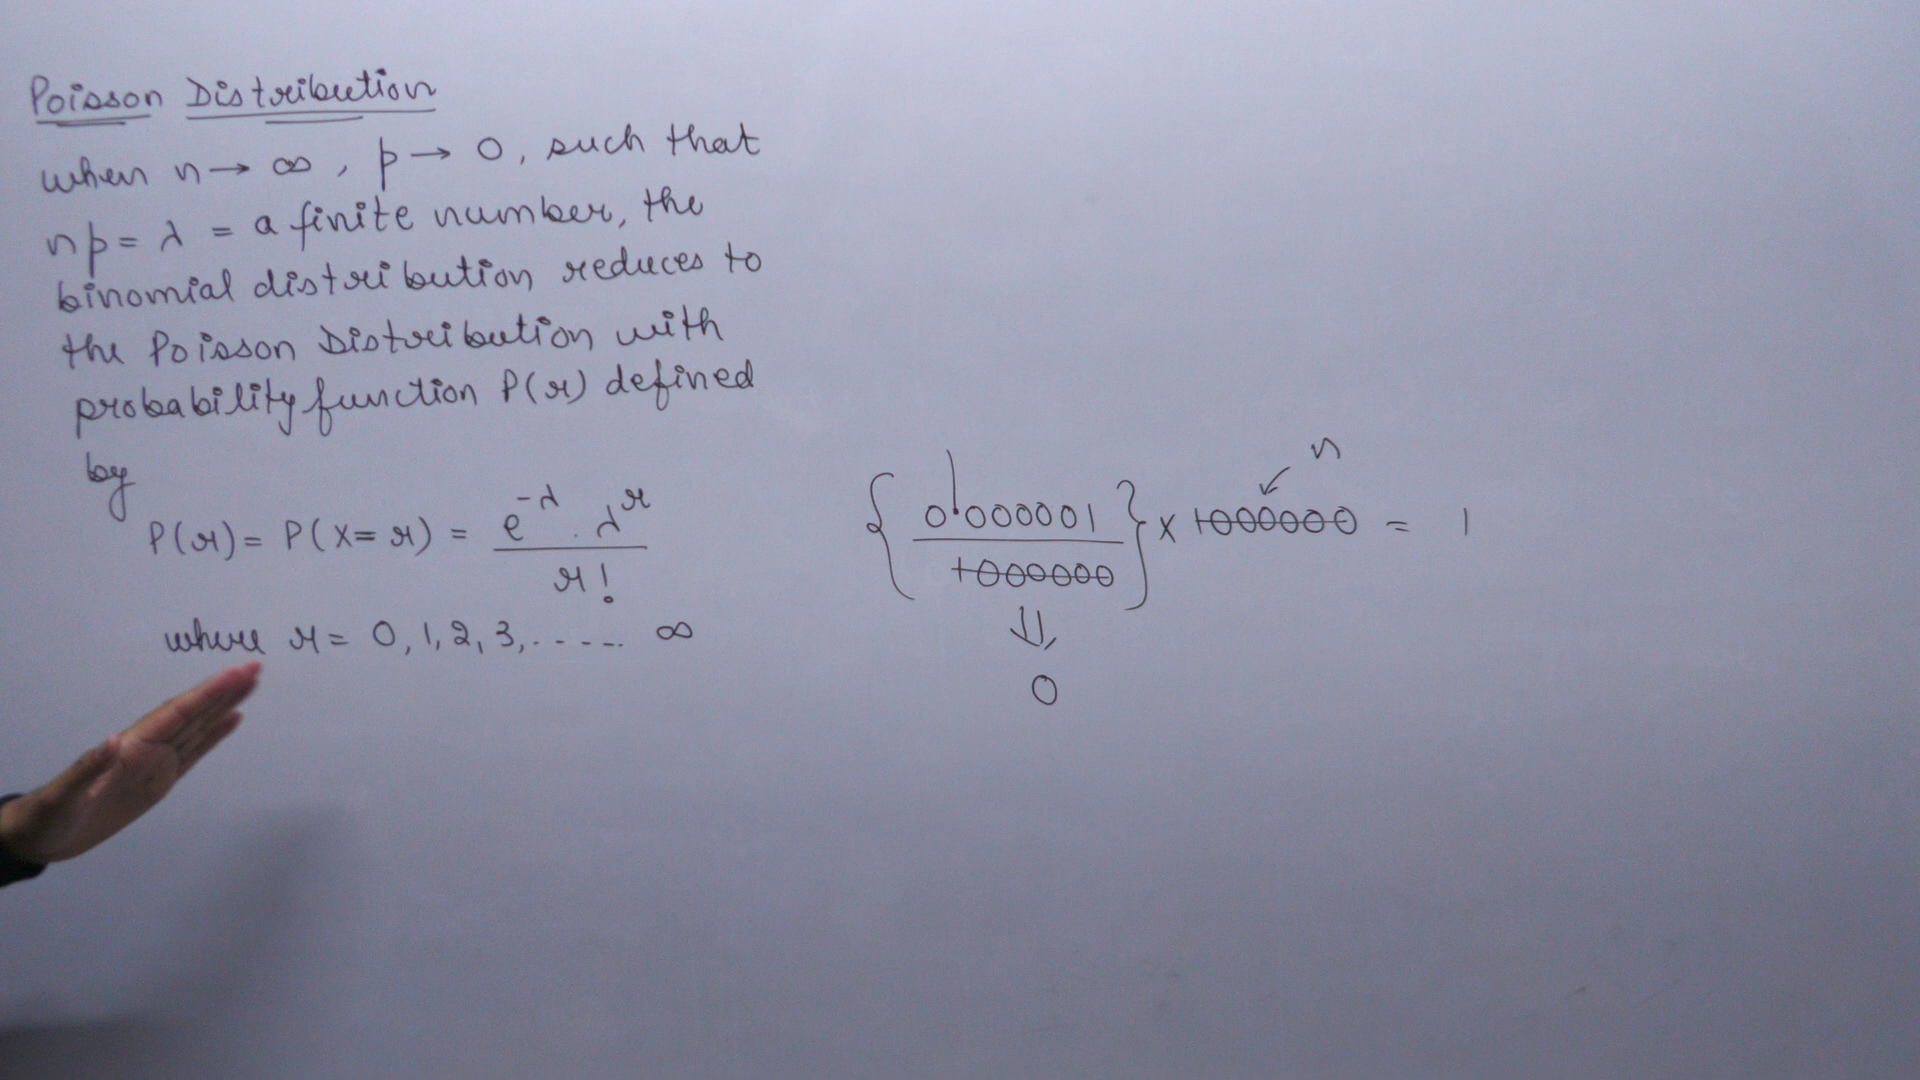 Poisson Distribution
when n → ∞, p → 0, such that
np = λ = a finite number, the
binomial distribution reduces to
the Poisson Distribution with
probability function P(r) defined
by
P(r) = P(X = r) = e^-λ . λ^r / r!
where r = 0, 1, 2, 3, ...... ∞
n
{ 0.000001 / 1000000 } × 1000000 = 1
⇓
0